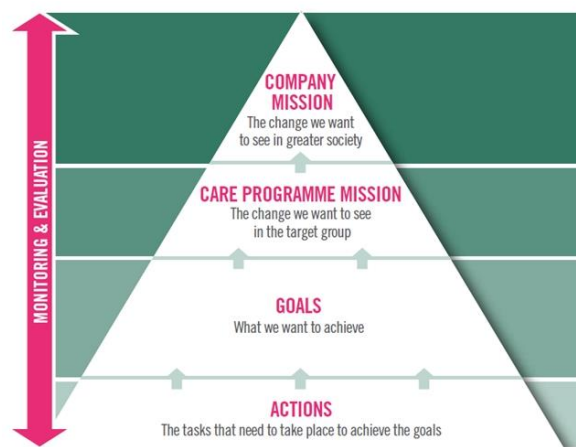 MONITORING & EVALUATION
COMPANY
MISSION
The change we want
to see in greater society
CARE PROGRAMME MISSION
The change we want to see
in the target group
GOALS
What we want to achieve
ACTIONS
The tasks that need to take place to achieve the goals